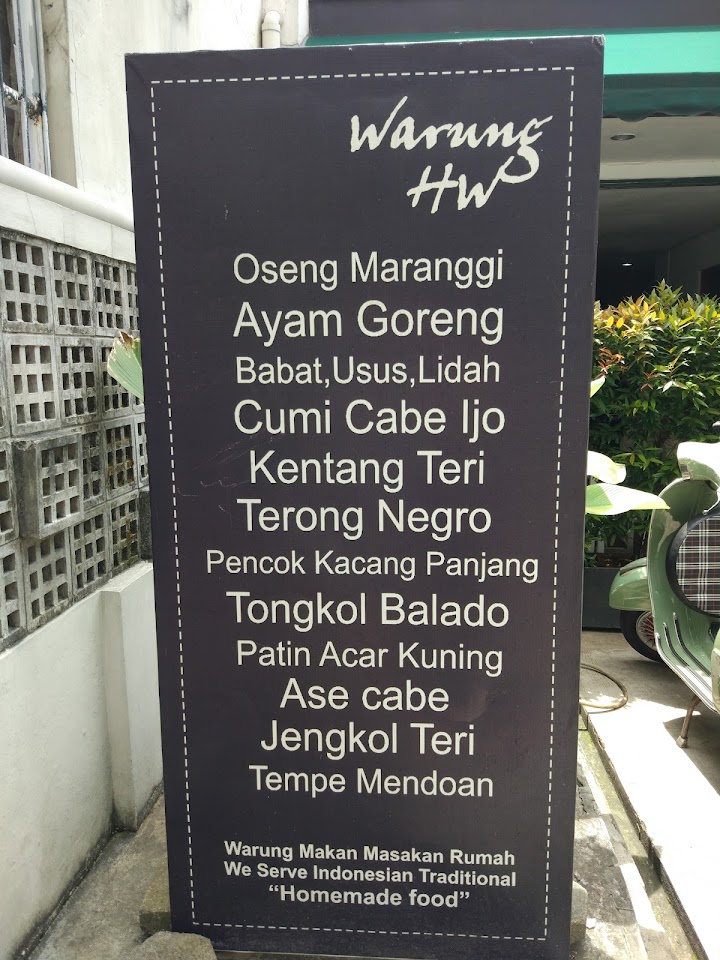 Warung
HW
Oseng Maranggi
Ayam Goreng
Babat,Usus,Lidah
Cumi Cabe Ijo
Kentang Teri
Terong Negro
Pencok Kacang Panjang
Tongkol Balado
Patin Acar Kuning
Ase cabe
Jengkol Teri
Tempe Mendoan
Warung Makan Masakan Rumah
We Serve Indonesian Traditional
“Homemade food”